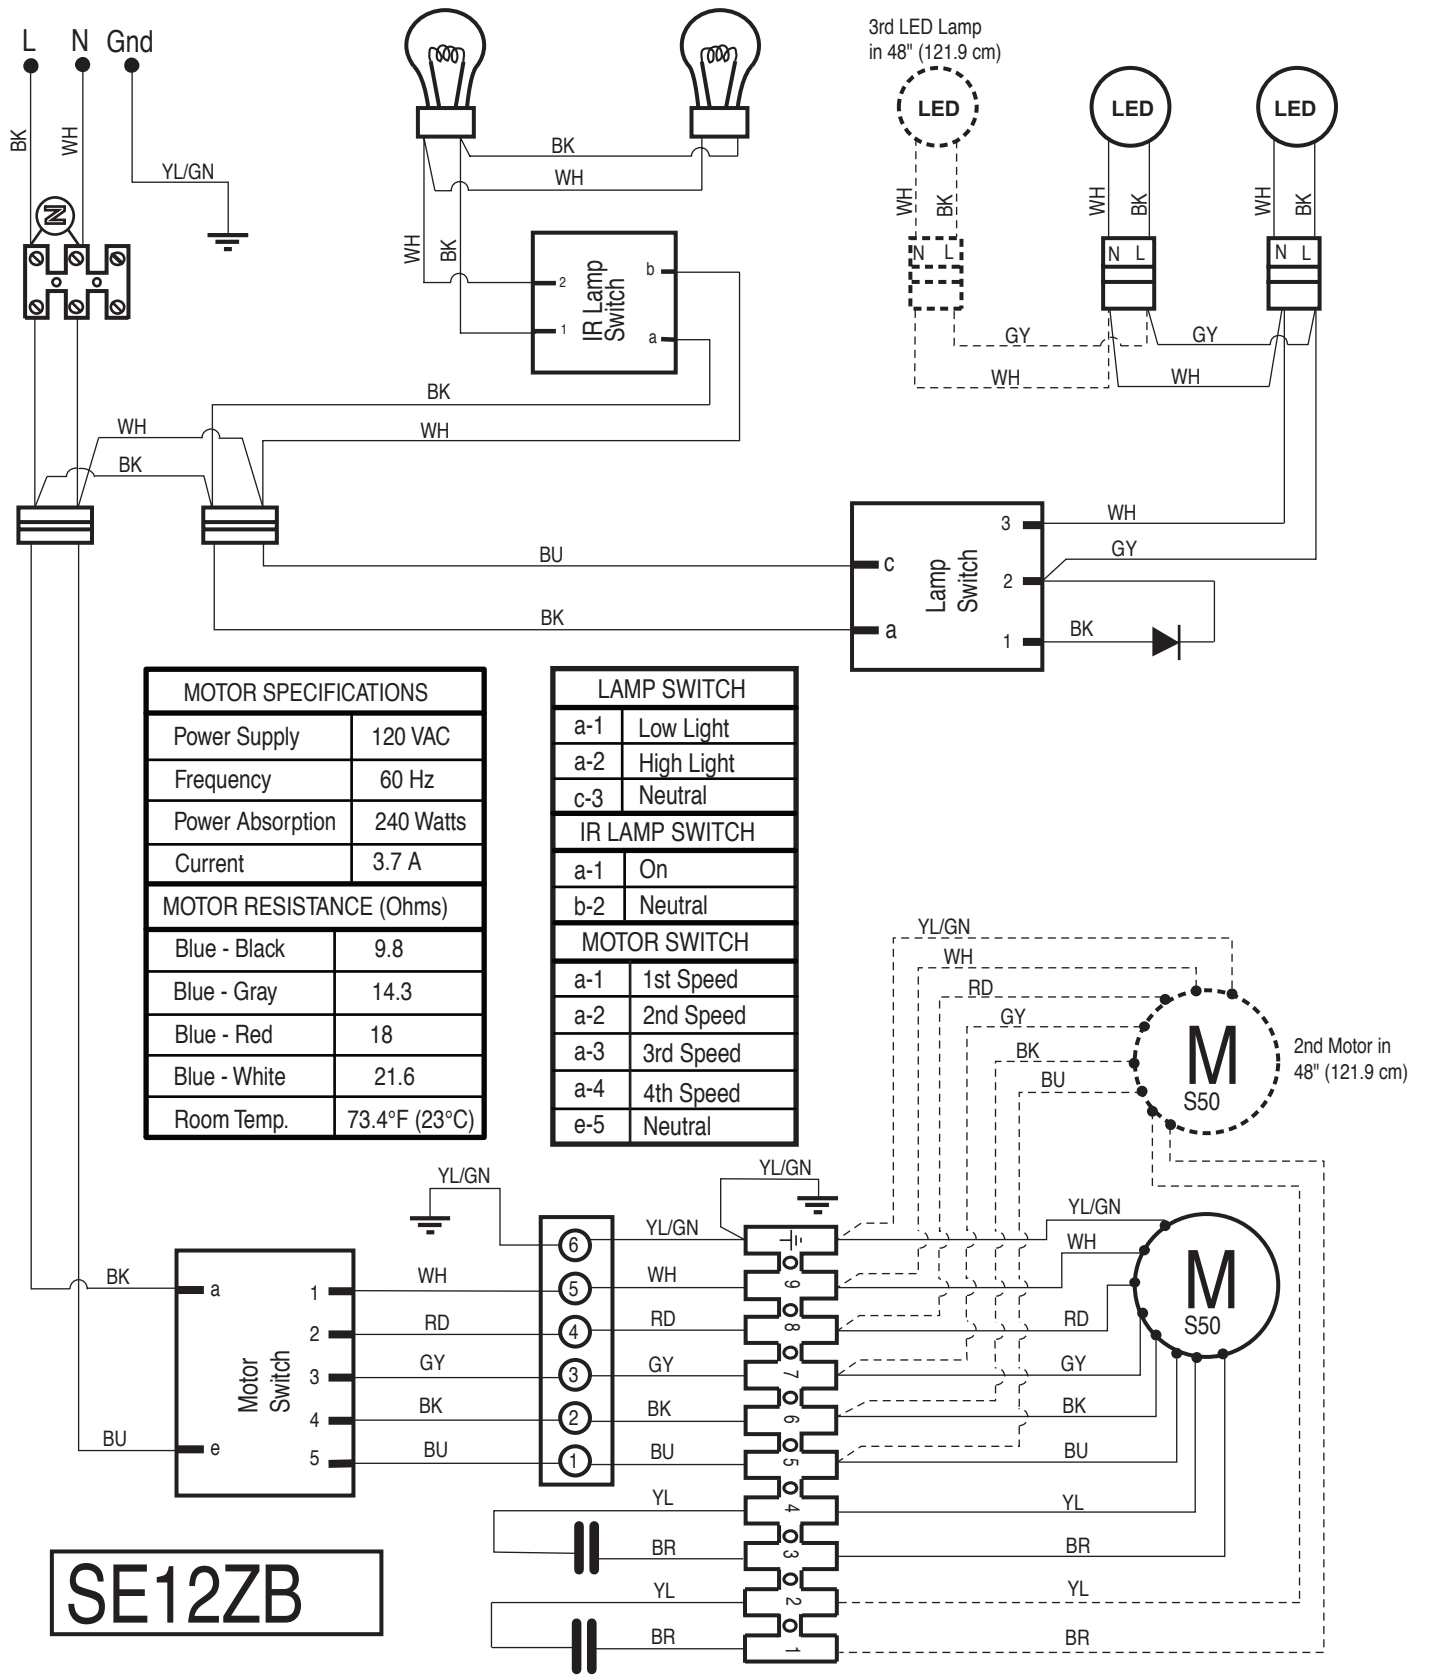 L N Gnd
BK
WH
YL/GN
N
BK
WH
WH
BK
2
1
IR Lamp
Switch
b
a
3rd LED Lamp
in 48" (121.9 cm)
LED
LED
LED
WH
BK
WH
BK
WH
BK
N L
N L
N L
GY
WH
GY
WH
BK
WH
WH
BK
BU
BK
c
a
Lamp
Switch
3
2
1
WH
GY
BK
MOTOR SPECIFICATIONS
Power Supply 120 VAC
Frequency 60 Hz
Power Absorption 240 Watts
Current 3.7 A
MOTOR RESISTANCE (Ohms)
Blue - Black 9.8
Blue - Gray 14.3
Blue - Red 18
Blue - White 21.6
Room Temp. 73.4°F (23°C)
LAMP SWITCH
a-1 Low Light
a-2 High Light
c-3 Neutral
IR LAMP SWITCH
a-1 On
b-2 Neutral
MOTOR SWITCH
a-1 1st Speed
a-2 2nd Speed
a-3 3rd Speed
a-4 4th Speed
e-5 Neutral
YL/GN
WH
RD
GY
BK
BU
M
S50
2nd Motor in
48" (121.9 cm)
BK
BU
a
e
Motor
Switch
1
2
3
4
5
YL/GN
WH
RD
GY
BK
BU
6
5
4
3
2
1
YL/GN
YL/GN
WH
RD
GY
BK
BU
YL
BR
YL
BR
9
8
7
6
5
4
3
2
1
YL/GN
WH
RD
GY
BK
BU
YL
BR
YL
BR
M
S50
SE12ZB